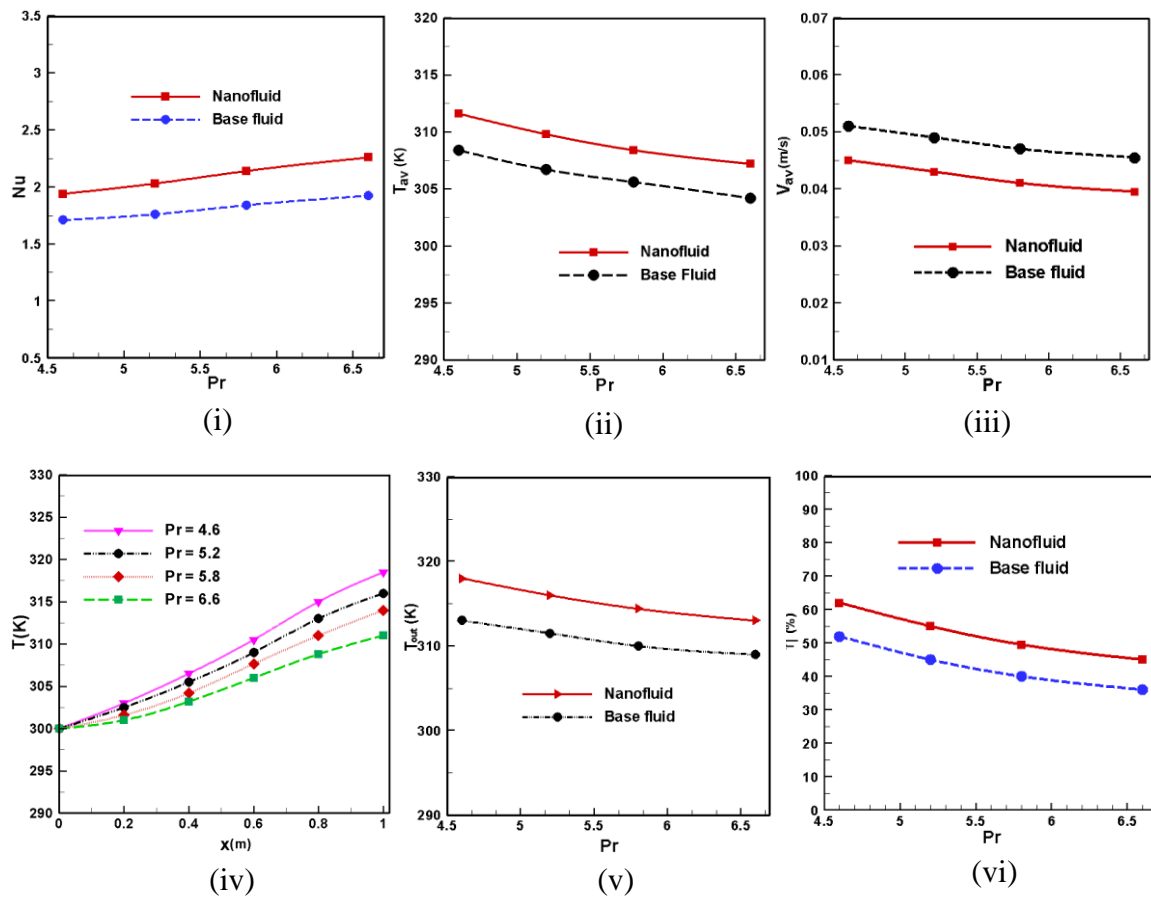 3.5
3
2.5
2
1.5
1
0.5
Nu
Nanofluid
Base fluid
4.5 5 5.5 6 6.5
Pr
(i)
320
315
310
305
300
295
290
Tav (K)
Nanofluid
Base Fluid
4.5 5 5.5 6 6.5
Pr
(ii)
0.07
0.06
0.05
0.04
0.03
0.02
0.01
Vav (m/s)
Nanofluid
Base fluid
4.5 5 5.5 6 6.5
Pr
(iii)
330
325
320
315
310
305
300
295
290
T(K)
Pr = 4.6
Pr = 5.2
Pr = 5.8
Pr = 6.6
0 0.2 0.4 0.6 0.8 1
x(m)
(iv)
330
320
310
300
290
Tout (K)
Nanofluid
Base fluid
4.5 5 5.5 6 6.5
Pr
(v)
100
90
80
70
60
50
40
30
20
10
0
(%)
Nanofluid
Base fluid
4.5 5 5.5 6 6.5
Pr
(vi)